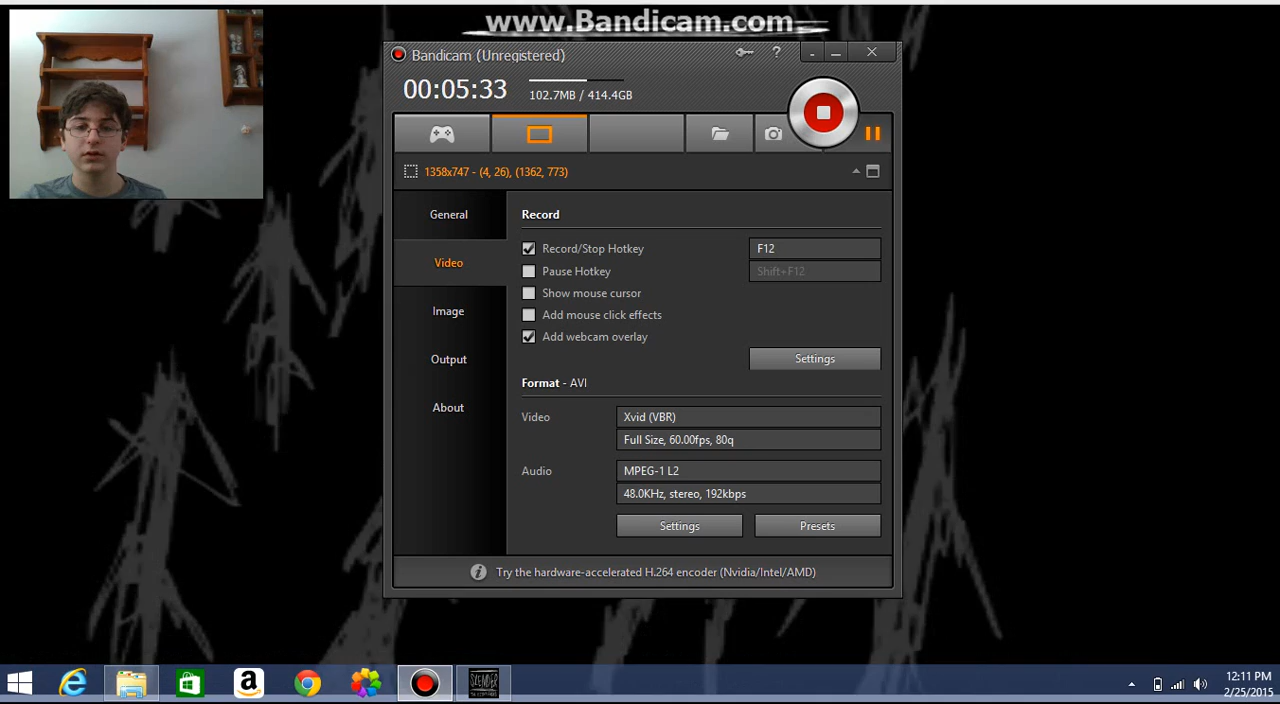 www.Bandicam.com
Bandicam (Unregistered)
?
00:05:33
102.7MB / 414.4GB
1358x747 - (4, 26), (1362, 773)
General
Video
Image
Output
About
Record
Record/Stop Hotkey
F12
Pause Hotkey
Shift+F12
Show mouse cursor
Add mouse click effects
Add webcam overlay
Settings
Format - AVI
Video
Xvid (VBR)
Full Size, 60.00fps, 80q
Audio
MPEG-1 L2
48.0KHz, stereo, 192kbps
Settings
Presets
Try the hardware-accelerated H.264 encoder (Nvidia/Intel/AMD)
SLENDER
12:11 PM
2/25/2015